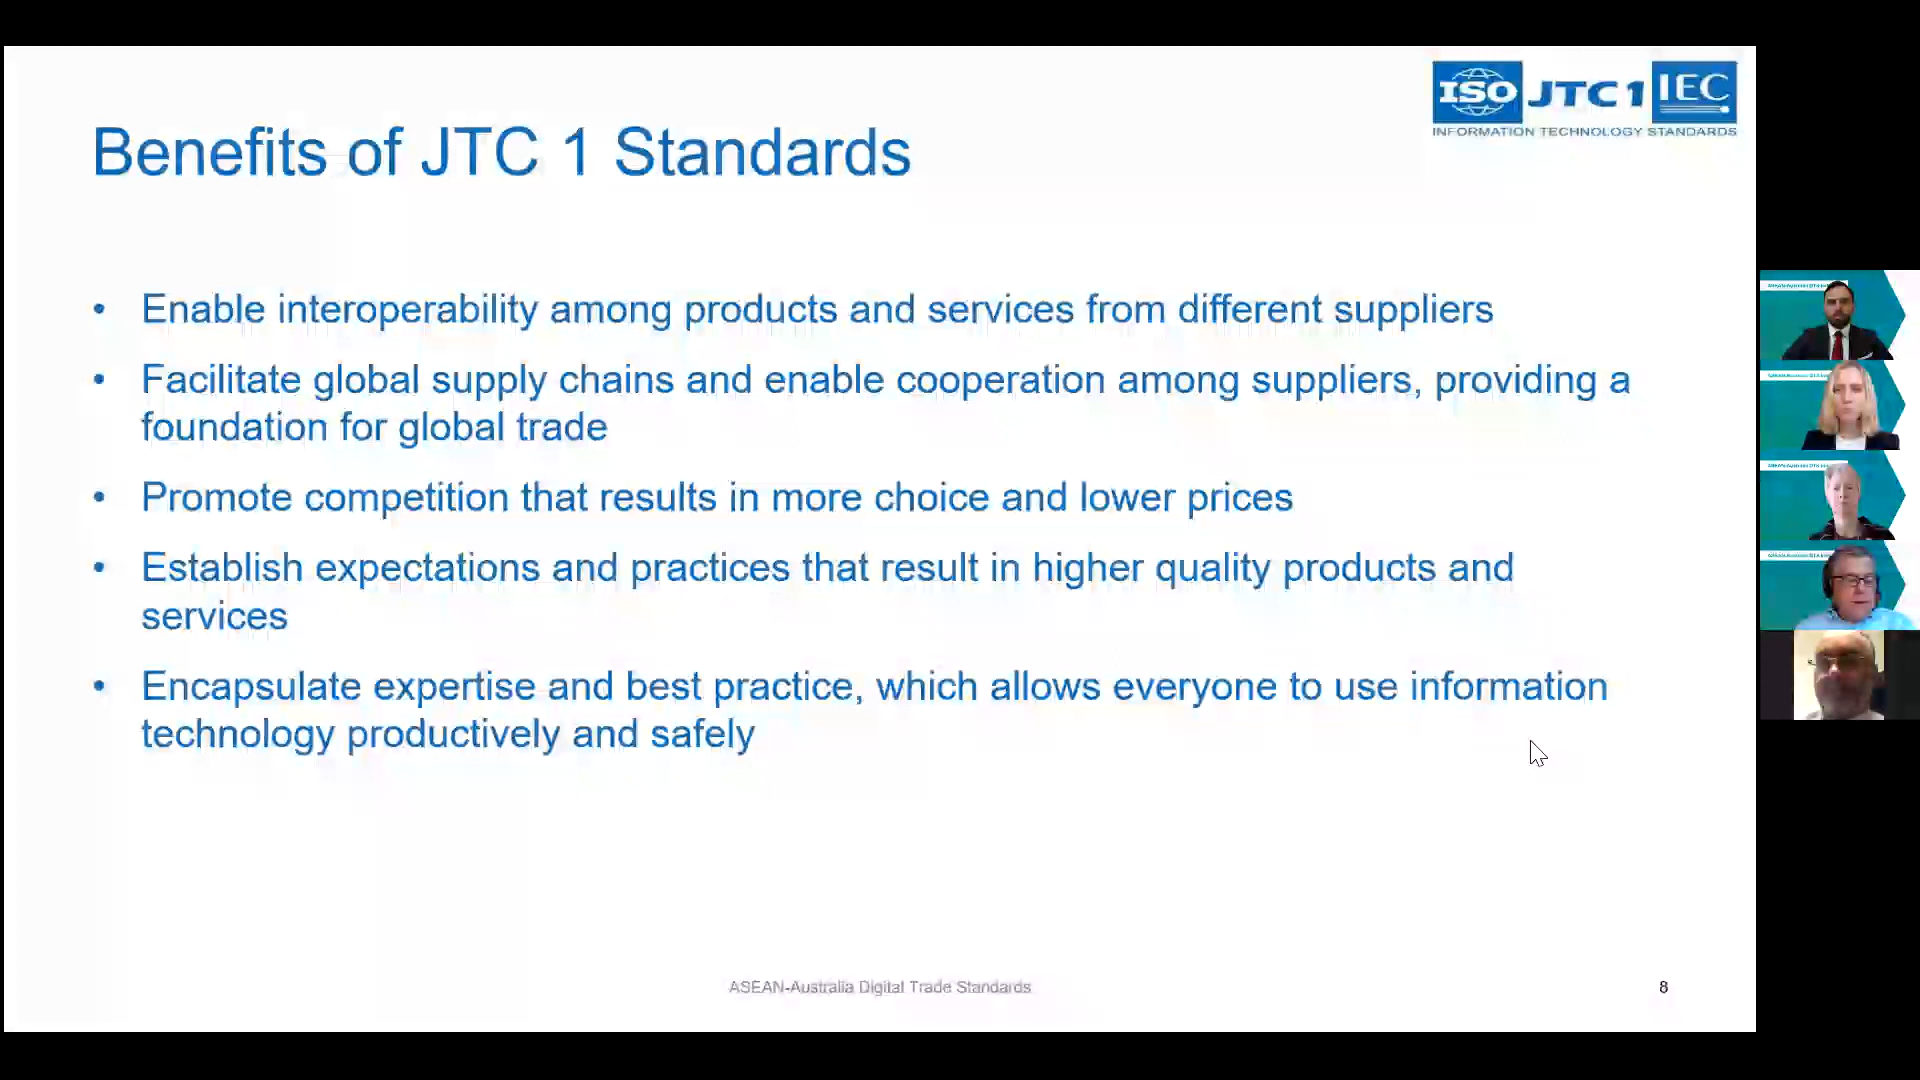 ISO JTC 1 IEC
INFORMATION TECHNOLOGY STANDARDS
Benefits of JTC 1 Standards
• Enable interoperability among products and services from different suppliers
• Facilitate global supply chains and enable cooperation among suppliers, providing a
foundation for global trade
• Promote competition that results in more choice and lower prices
• Establish expectations and practices that result in higher quality products and
services
• Encapsulate expertise and best practice, which allows everyone to use information
technology productively and safely
ASEAN-Australia Digital Trade Standards
8